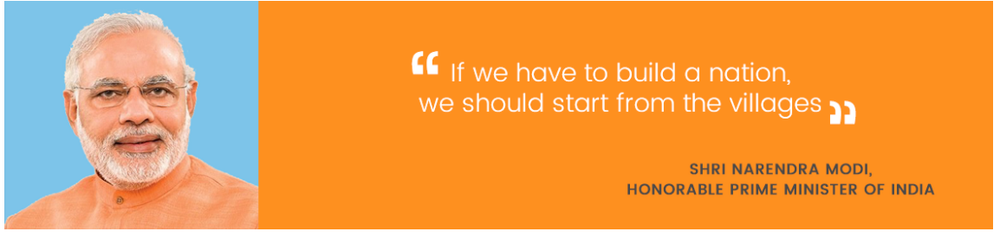 “ If we have to build a nation,
we should start from the villages ”
SHRI NARENDRA MODI,
HONORABLE PRIME MINISTER OF INDIA